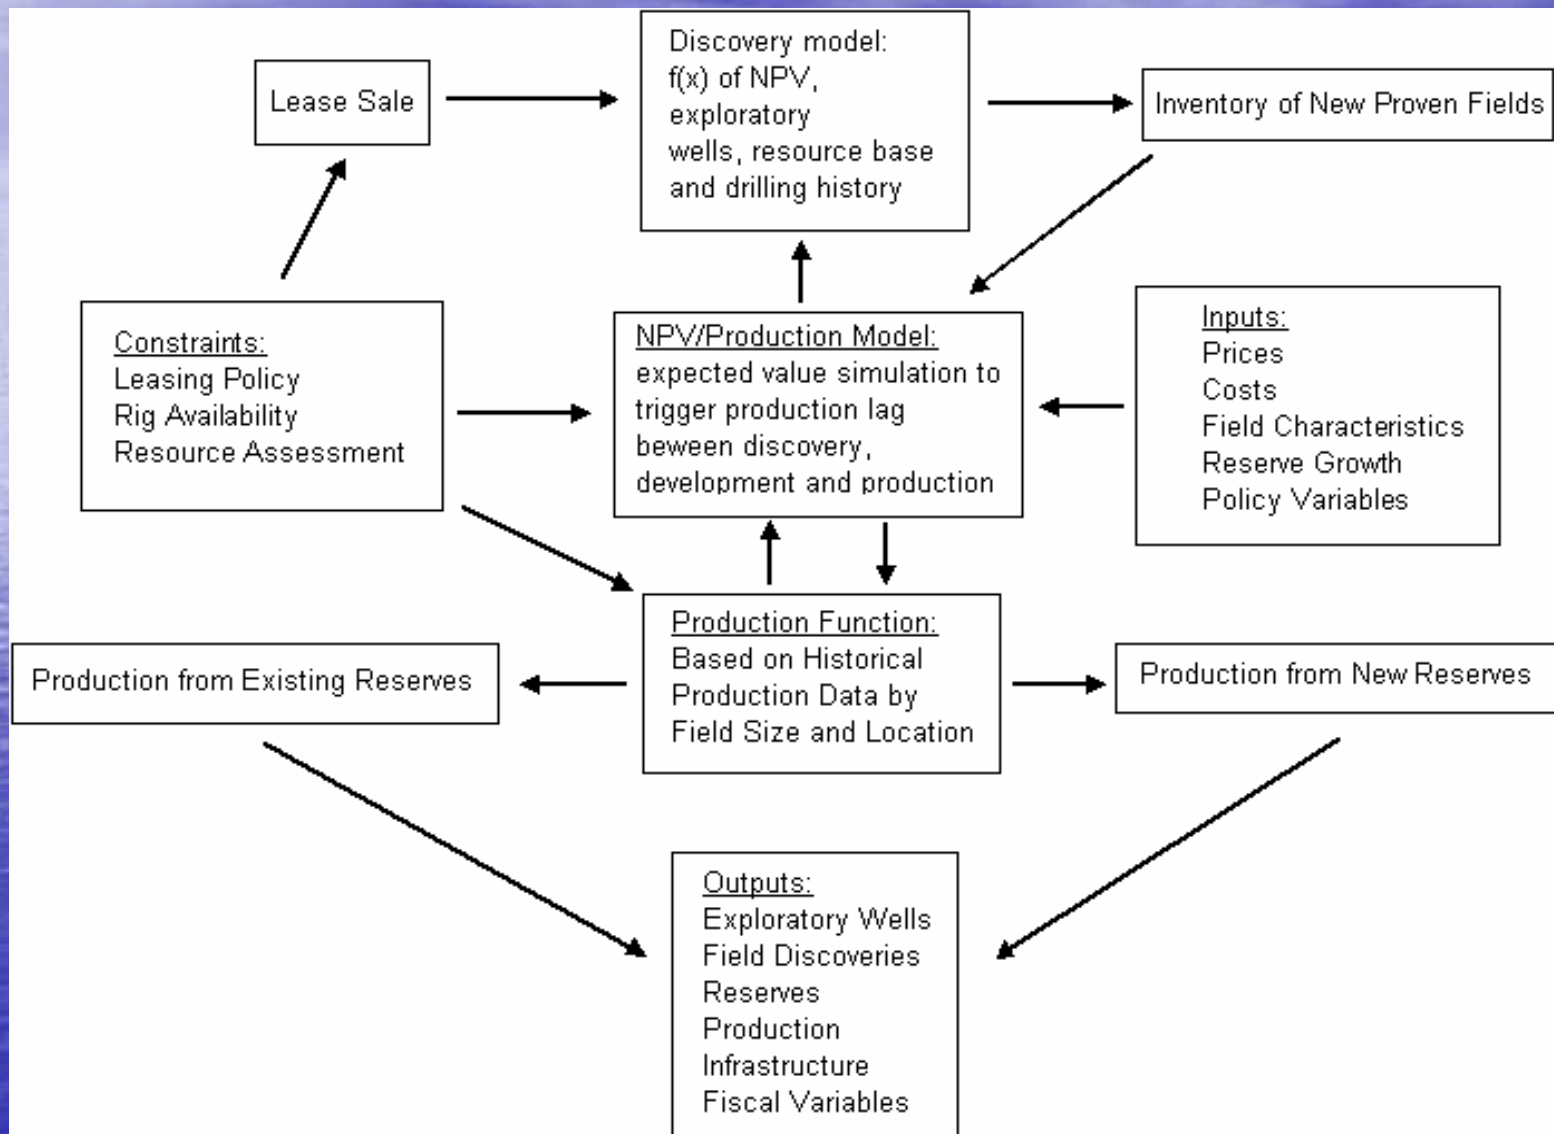 Discovery model:
f(x) of NPV,
exploratory
wells, resource base
and drilling history
Lease Sale
Inventory of New Proven Fields
Constraints:
Leasing Policy
Rig Availability
Resource Assessment
NPV/Production Model:
expected value simulation to
trigger production lag
beween discovery,
development and production
Inputs:
Prices
Costs
Field Characteristics
Reserve Growth
Policy Variables
Production Function:
Based on Historical
Production Data by
Field Size and Location
Production from Existing Reserves
Production from New Reserves
Outputs:
Exploratory Wells
Field Discoveries
Reserves
Production
Infrastructure
Fiscal Variables